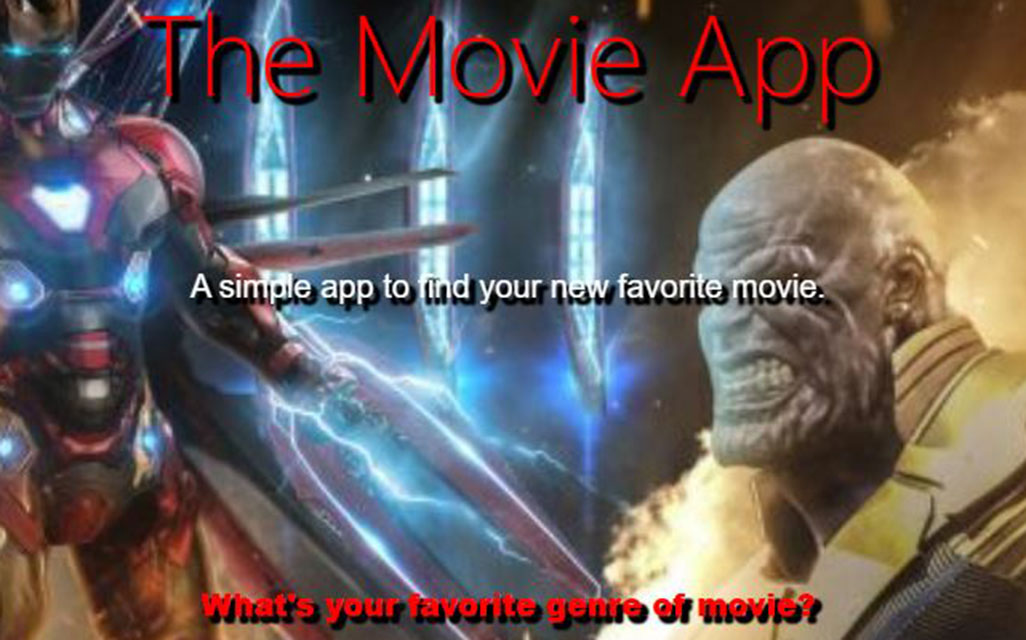 The Movie App
A simple app to find your new favorite movie.
What's your favorite genre of movie?